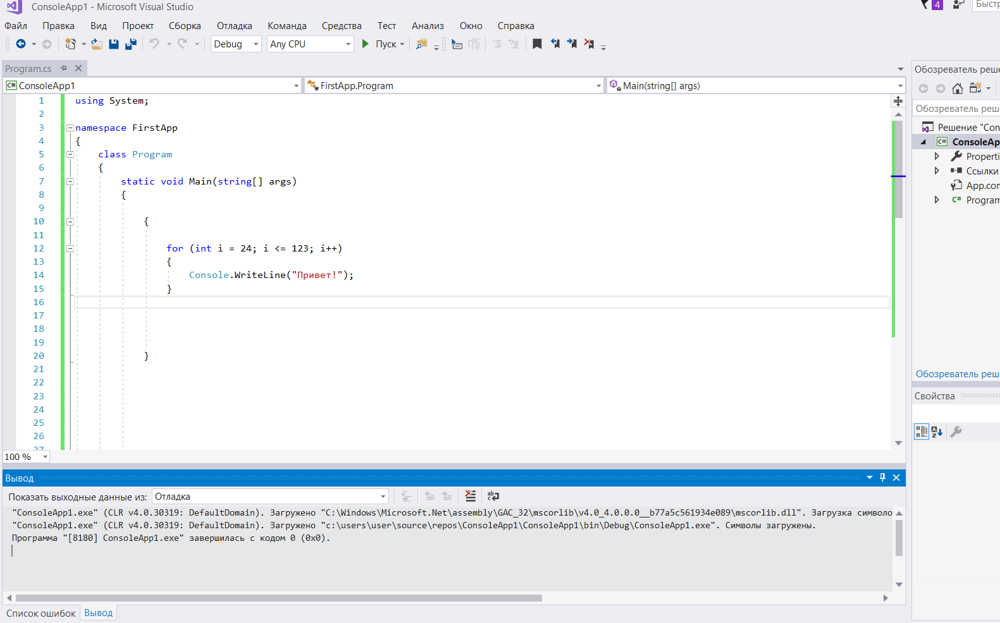 ConsoleApp1 - Microsoft Visual Studio
4
Быстр
Файл Правка Вид Проект Сборка Отладка Команда Средства Тест Анализ Окно Справка
Debug Any CPU Пуск
Program.cs
Обозреватель реше
C# ConsoleApp1 FirstApp.Program Main(string[] args)
1 using System;
2
3 namespace FirstApp
4 {
5 class Program
6 {
7 static void Main(string[] args)
8 {
9
10 {
11
12 for (int i = 24; i <= 123; i++)
13 {
14 Console.WriteLine("Привет!");
15 }
16
17
18
19
20 }
21
22
23
24
25
26
27
100 %
Обозреватель реш
Решение "Con
C# ConsoleAp
Properti
Ссылки
App.con
C# Program
Обозреватель реш
Свойства
Вывод
Показать выходные данные из: Отладка
"ConsoleApp1.exe" (CLR v4.0.30319: DefaultDomain). Загружено "C:\Windows\Microsoft.Net\assembly\GAC_32\mscorlib\v4.0_4.0.0.0__b77a5c561934e089\mscorlib.dll". Загрузка символо
"ConsoleApp1.exe" (CLR v4.0.30319: DefaultDomain). Загружено "c:\users\user\source\repos\ConsoleApp1\ConsoleApp1\bin\Debug\ConsoleApp1.exe". Символы загружены.
Программа "[8180] ConsoleApp1.exe" завершилась с кодом 0 (0x0).
Список ошибок Вывод